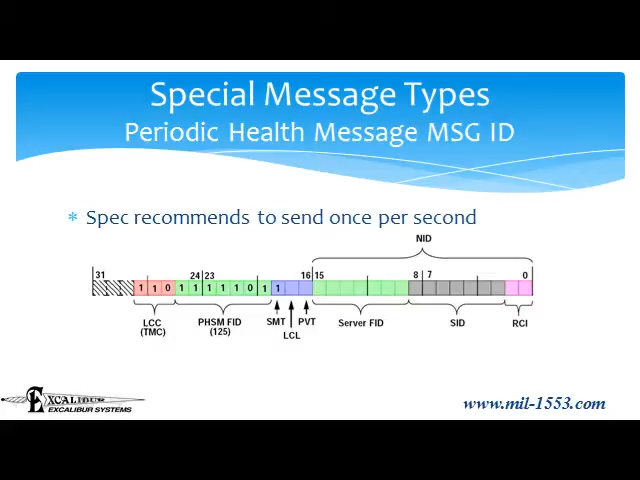 Special Message Types
Periodic Health Message MSG ID
* Spec recommends to send once per second
NID
31 24 23 16 15 8 7 0
1 1 0 1 1 1 1 1 0 1 1
LCC (TMC)
PHSM FID (125)
SMT
LCL
PVT
Server FID
SID
RCI
EXCALIBUR
EXCALIBUR SYSTEMS
www.mil-1553.com